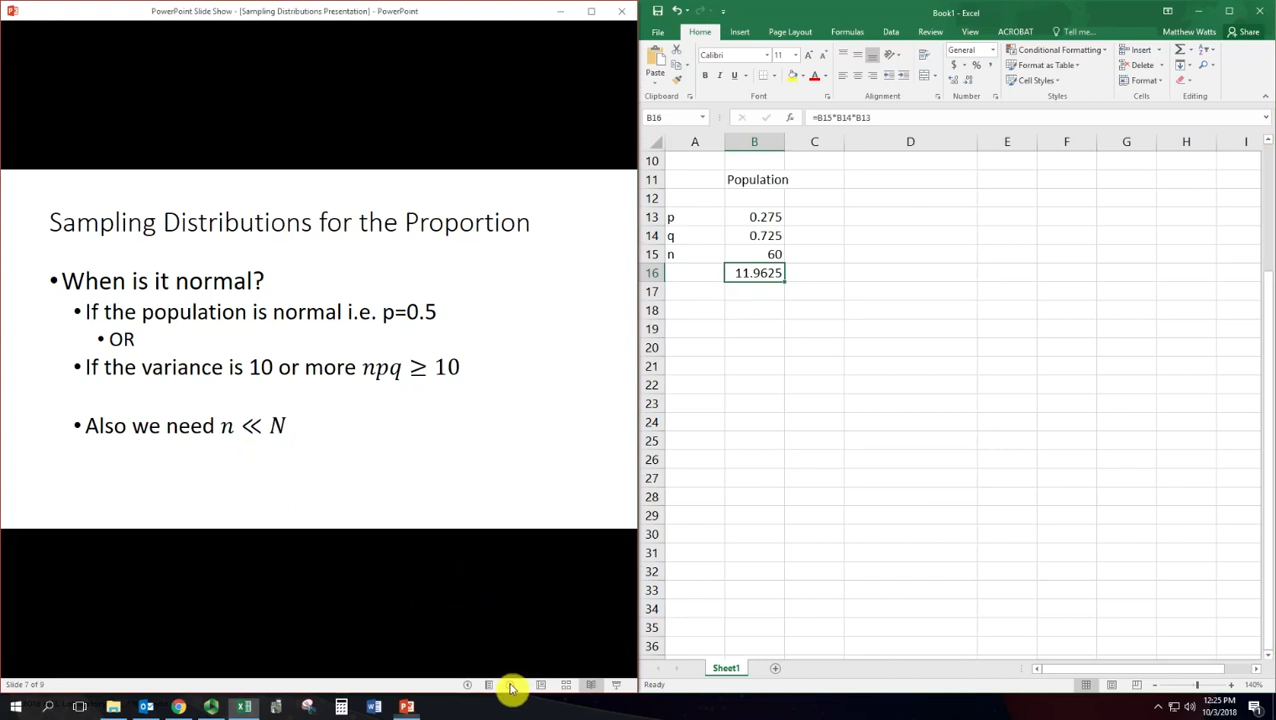 PowerPoint Slide Show - [Sampling Distributions Presentation] - PowerPoint
Sampling Distributions for the Proportion
•When is it normal?
•If the population is normal i.e. p=0.5
•OR
•If the variance is 10 or more npq ≥ 10
•Also we need n ≪ N
Slide 7 of 9
Book1 - Excel
File Home Insert Page Layout Formulas Data Review View ACROBAT Tell me... Matthew Watts Share
Paste
Calibri 11
B I U
General
$ % ,
Conditional Formatting
Format as Table
Cell Styles
Insert
Delete
Format
Clipboard Font Alignment Number Styles Cells Editing
B16 fx =B15*B14*B13
A B C D E F G H I
10
11 Population
12
13 p 0.275
14 q 0.725
15 n 60
16 11.9625
17
18
19
20
21
22
23
24
25
26
27
28
29
30
31
32
33
34
35
36
Sheet1
Ready 140%
12:25 PM
10/3/2018